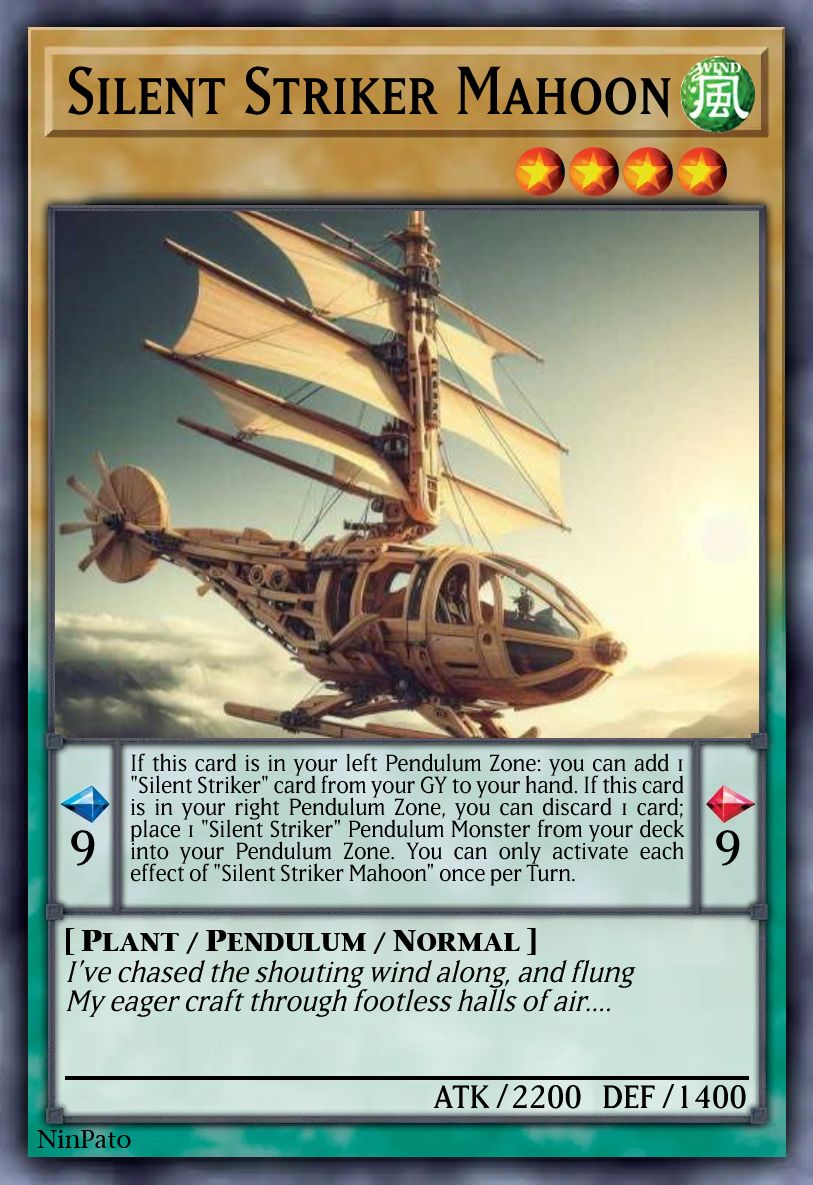 SILENT STRIKER MAHOON
WIND
風
If this card is in your left Pendulum Zone: you can add 1
"Silent Striker" card from your GY to your hand. If this card
is in your right Pendulum Zone, you can discard 1 card;
place 1 "Silent Striker" Pendulum Monster from your deck
into your Pendulum Zone. You can only activate each
effect of "Silent Striker Mahoon" once per Turn.
9
9
[ PLANT / PENDULUM / NORMAL ]
I've chased the shouting wind along, and flung
My eager craft through footless halls of air....
ATK / 2200 DEF / 1400
NinPato